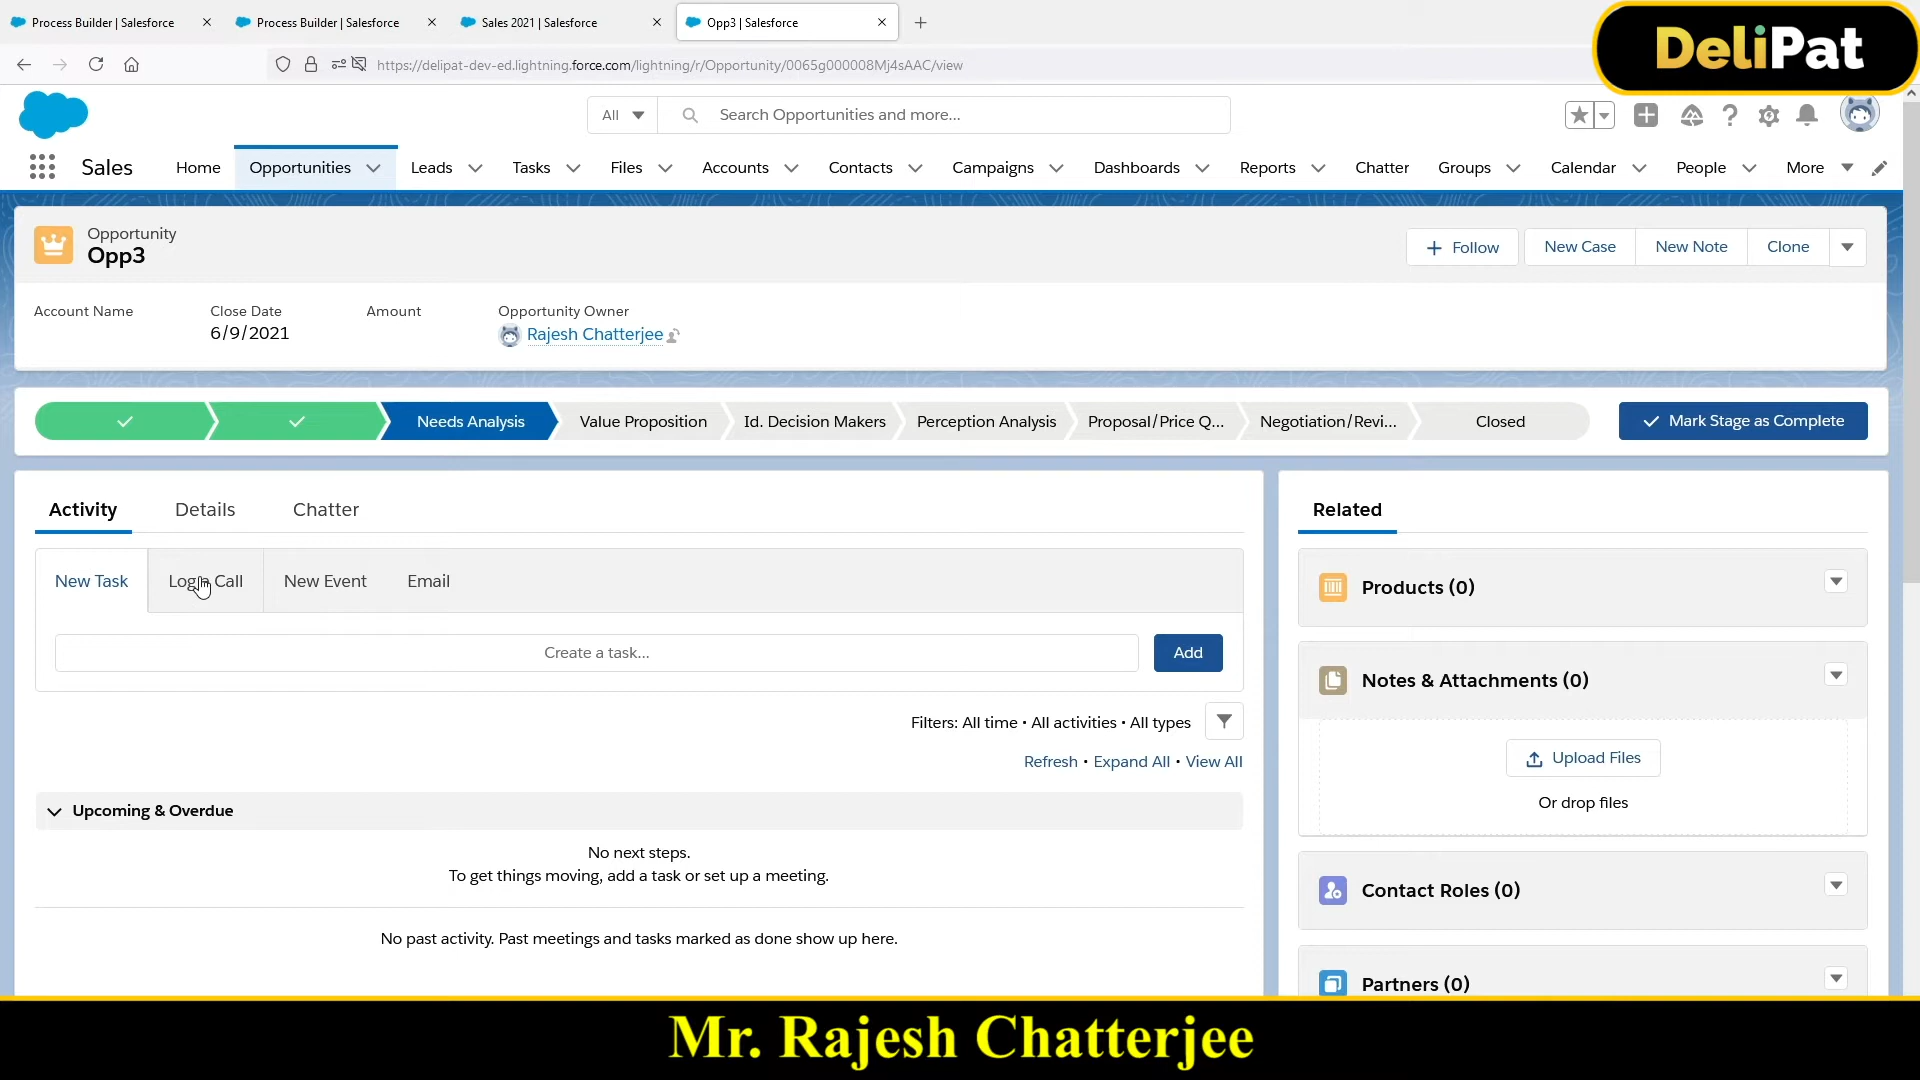 Process Builder | Salesforce
Process Builder | Salesforce
Sales 2021 | Salesforce
Opp3 | Salesforce
DeliPat
https://delipat-dev-ed.lightning.force.com/lightning/r/Opportunity/0065g000008Mj4sAAC/view
All
Search Opportunities and more...
Sales
Home
Opportunities
Leads
Tasks
Files
Accounts
Contacts
Campaigns
Dashboards
Reports
Chatter
Groups
Calendar
People
More
Opportunity
Opp3
Follow
New Case
New Note
Clone
Account Name
Close Date
6/9/2021
Amount
Opportunity Owner
Rajesh Chatterjee
Needs Analysis
Value Proposition
Id. Decision Makers
Perception Analysis
Proposal/Price Q...
Negotiation/Revi...
Closed
Mark Stage as Complete
Activity
Details
Chatter
New Task
Log a Call
New Event
Email
Create a task...
Add
Filters: All time • All activities • All types
Refresh • Expand All • View All
Upcoming & Overdue
No next steps.
To get things moving, add a task or set up a meeting.
No past activity. Past meetings and tasks marked as done show up here.
Related
Products (0)
Notes & Attachments (0)
Upload Files
Or drop files
Contact Roles (0)
Partners (0)
Mr. Rajesh Chatterjee